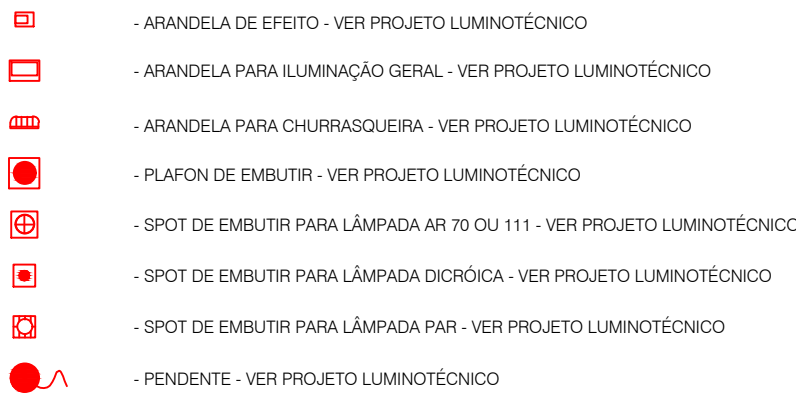 - ARANDELA DE EFEITO - VER PROJETO LUMINOTÉCNICO
- ARANDELA PARA ILUMINAÇÃO GERAL - VER PROJETO LUMINOTÉCNICO
- ARANDELA PARA CHURRASQUEIRA - VER PROJETO LUMINOTÉCNICO
- PLAFON DE EMBUTIR - VER PROJETO LUMINOTÉCNICO
- SPOT DE EMBUTIR PARA LÂMPADA AR 70 OU 111 - VER PROJETO LUMINOTÉCNICO
- SPOT DE EMBUTIR PARA LÂMPADA DICRÓICA - VER PROJETO LUMINOTÉCNICO
- SPOT DE EMBUTIR PARA LÂMPADA PAR - VER PROJETO LUMINOTÉCNICO
- PENDENTE - VER PROJETO LUMINOTÉCNICO